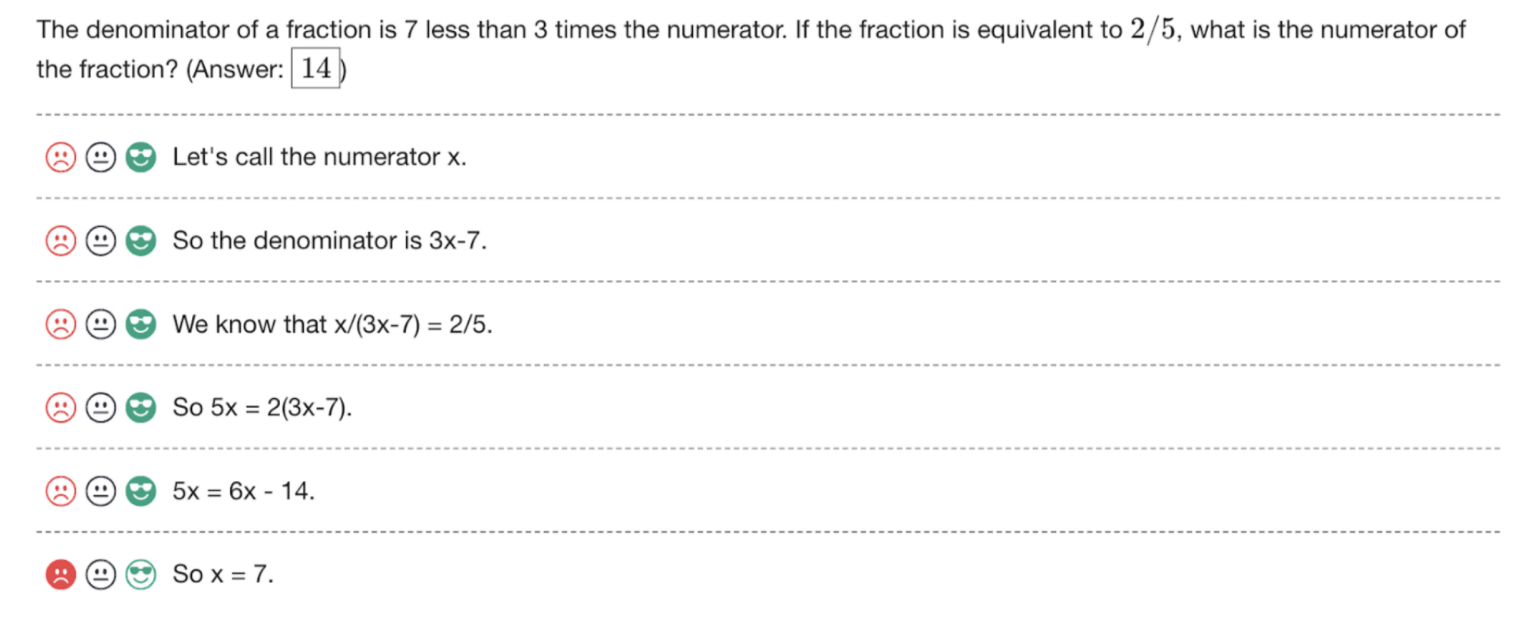 The denominator of a fraction is 7 less than 3 times the numerator. If the fraction is equivalent to 2/5, what is the numerator of
the fraction? (Answer: 14)
Let's call the numerator x.
So the denominator is 3x-7.
We know that x/(3x-7) = 2/5.
So 5x = 2(3x-7).
5x = 6x - 14.
So x = 7.